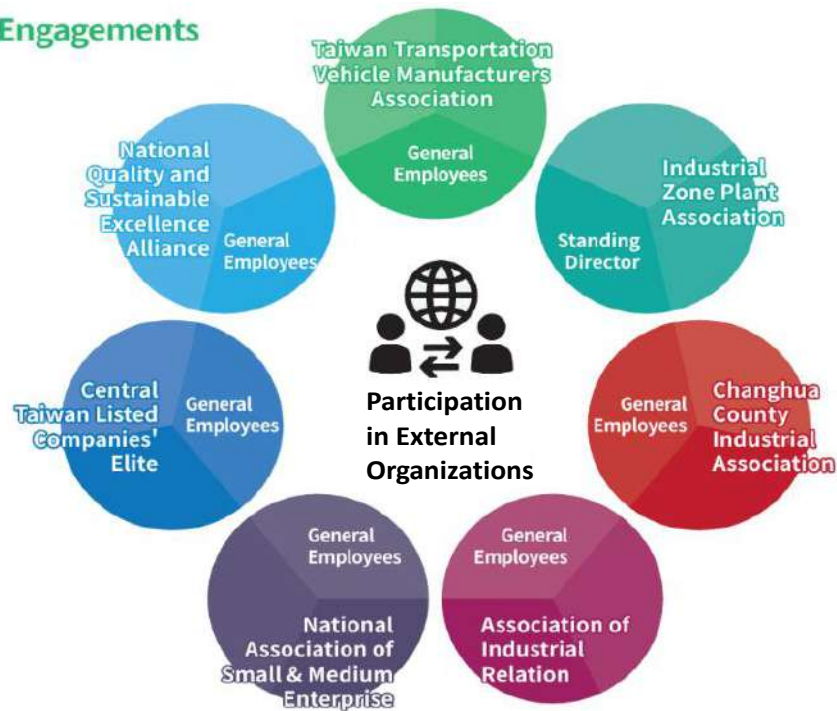 Engagements
Taiwan Transportation
Vehicle Manufacturers
Association
General
Employees
Industrial
Zone Plant
Association
Standing
Director
Changhua
County
Industrial
Association
General
Employees
Association of
Industrial
Relation
General
Employees
National
Association of
Small & Medium
Enterprise
General
Employees
Central
Taiwan Listed
Companies'
Elite
General
Employees
National
Quality and
Sustainable
Excellence
Alliance
General
Employees
Participation
in External
Organizations